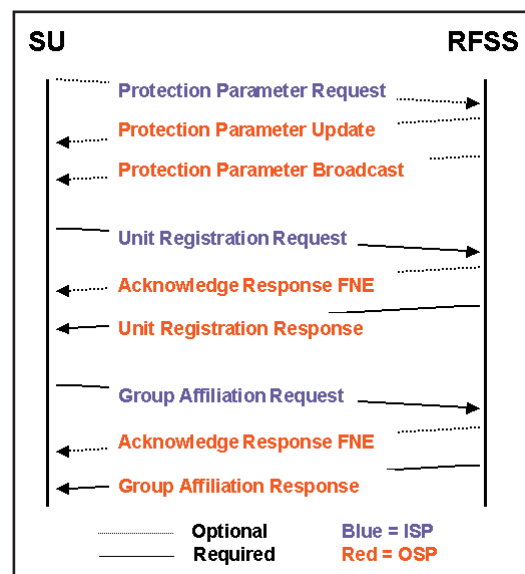 SU RFSS
Protection Parameter Request
Protection Parameter Update
Protection Parameter Broadcast
Unit Registration Request
Acknowledge Response FNE
Unit Registration Response
Group Affiliation Request
Acknowledge Response FNE
Group Affiliation Response
Optional Blue = ISP
Required Red = OSP